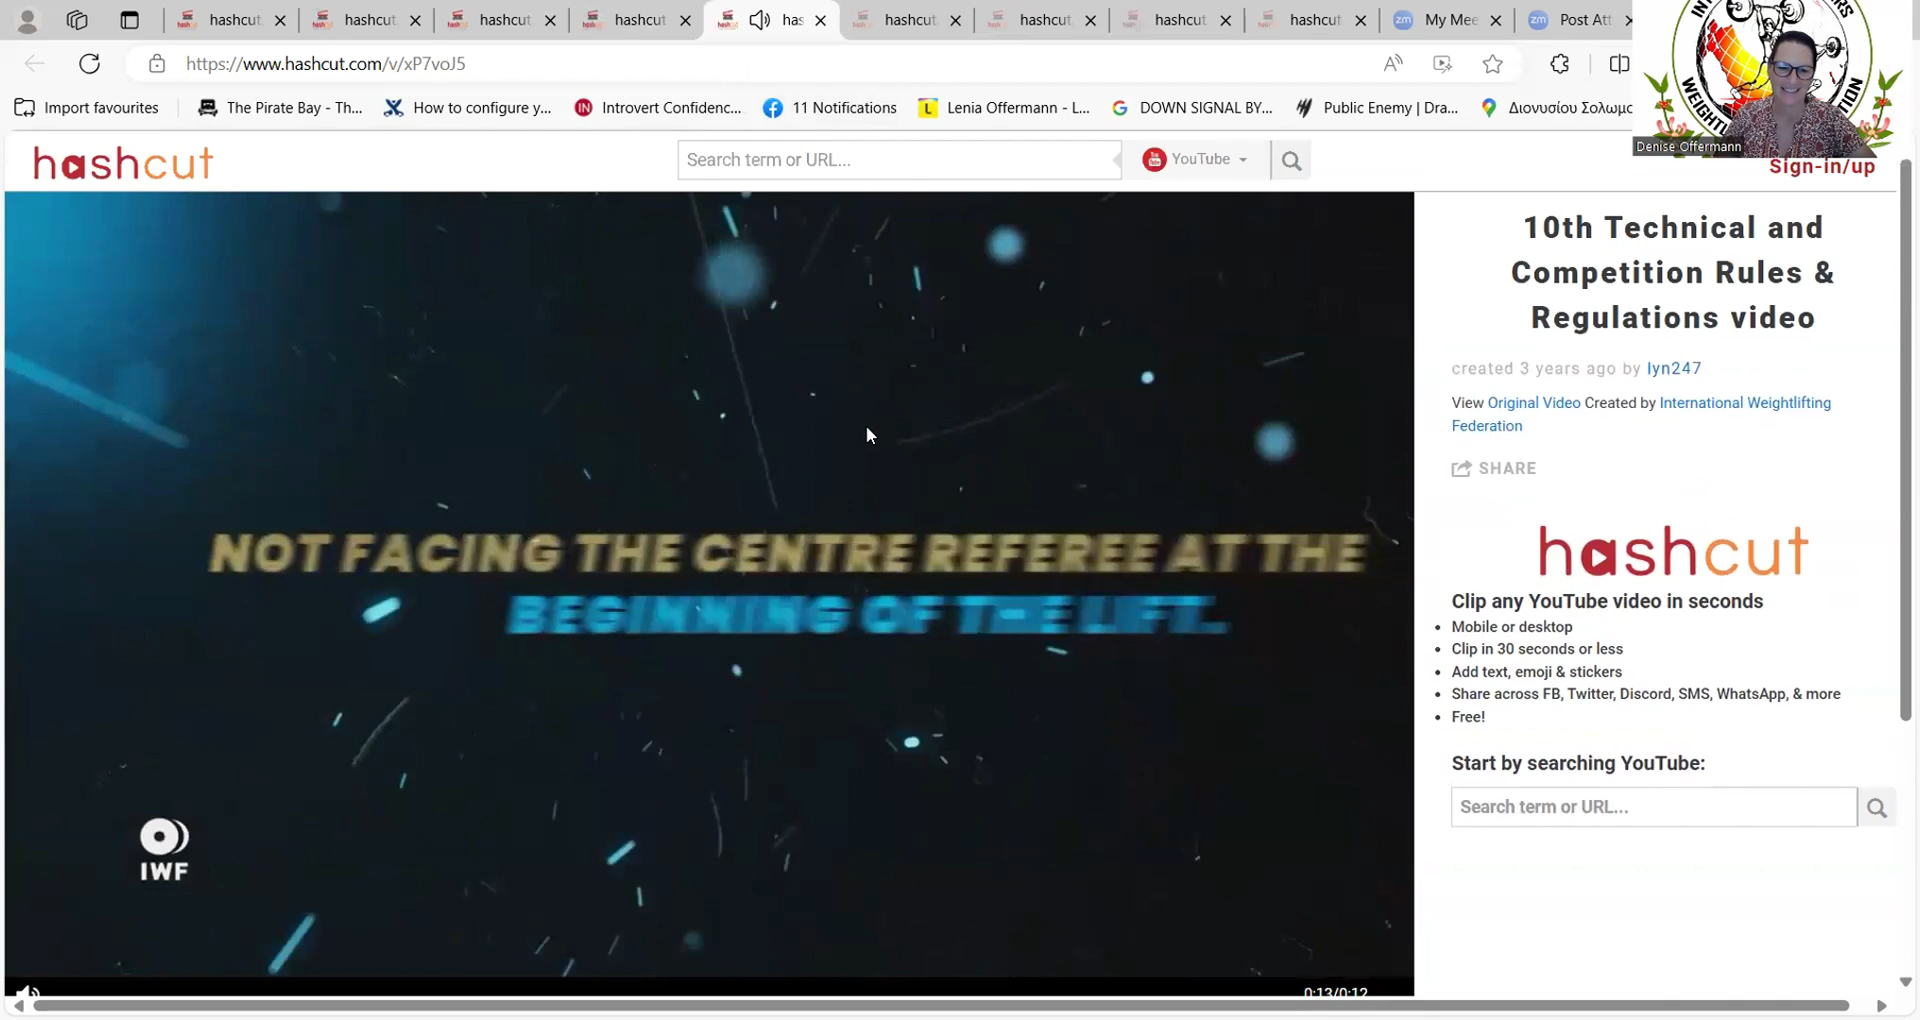 hashcut
hashcut
hashcut
hashcut
has
hashcut
hashcut
hashcut
hashcut
My Mee
Post Att
https://www.hashcut.com/v/xP7voJ5
Import favourites
The Pirate Bay - Th...
How to configure y...
Introvert Confidenc...
11 Notifications
Lenia Offermann - L...
DOWN SIGNAL BY...
Public Enemy | Dra...
Διονυσίου Σολωμο
Denise Offermann
hashcut
Search term or URL...
YouTube
Sign-in/up
NOT FACING THE CENTRE REFEREE AT THE
BEGINNING OF THE LIFT.
IWF
0:13/0:12
10th Technical and
Competition Rules &
Regulations video
created 3 years ago by lyn247
View Original Video Created by International Weightlifting
Federation
SHARE
hashcut
Clip any YouTube video in seconds
• Mobile or desktop
• Clip in 30 seconds or less
• Add text, emoji & stickers
• Share across FB, Twitter, Discord, SMS, WhatsApp, & more
• Free!
Start by searching YouTube:
Search term or URL...